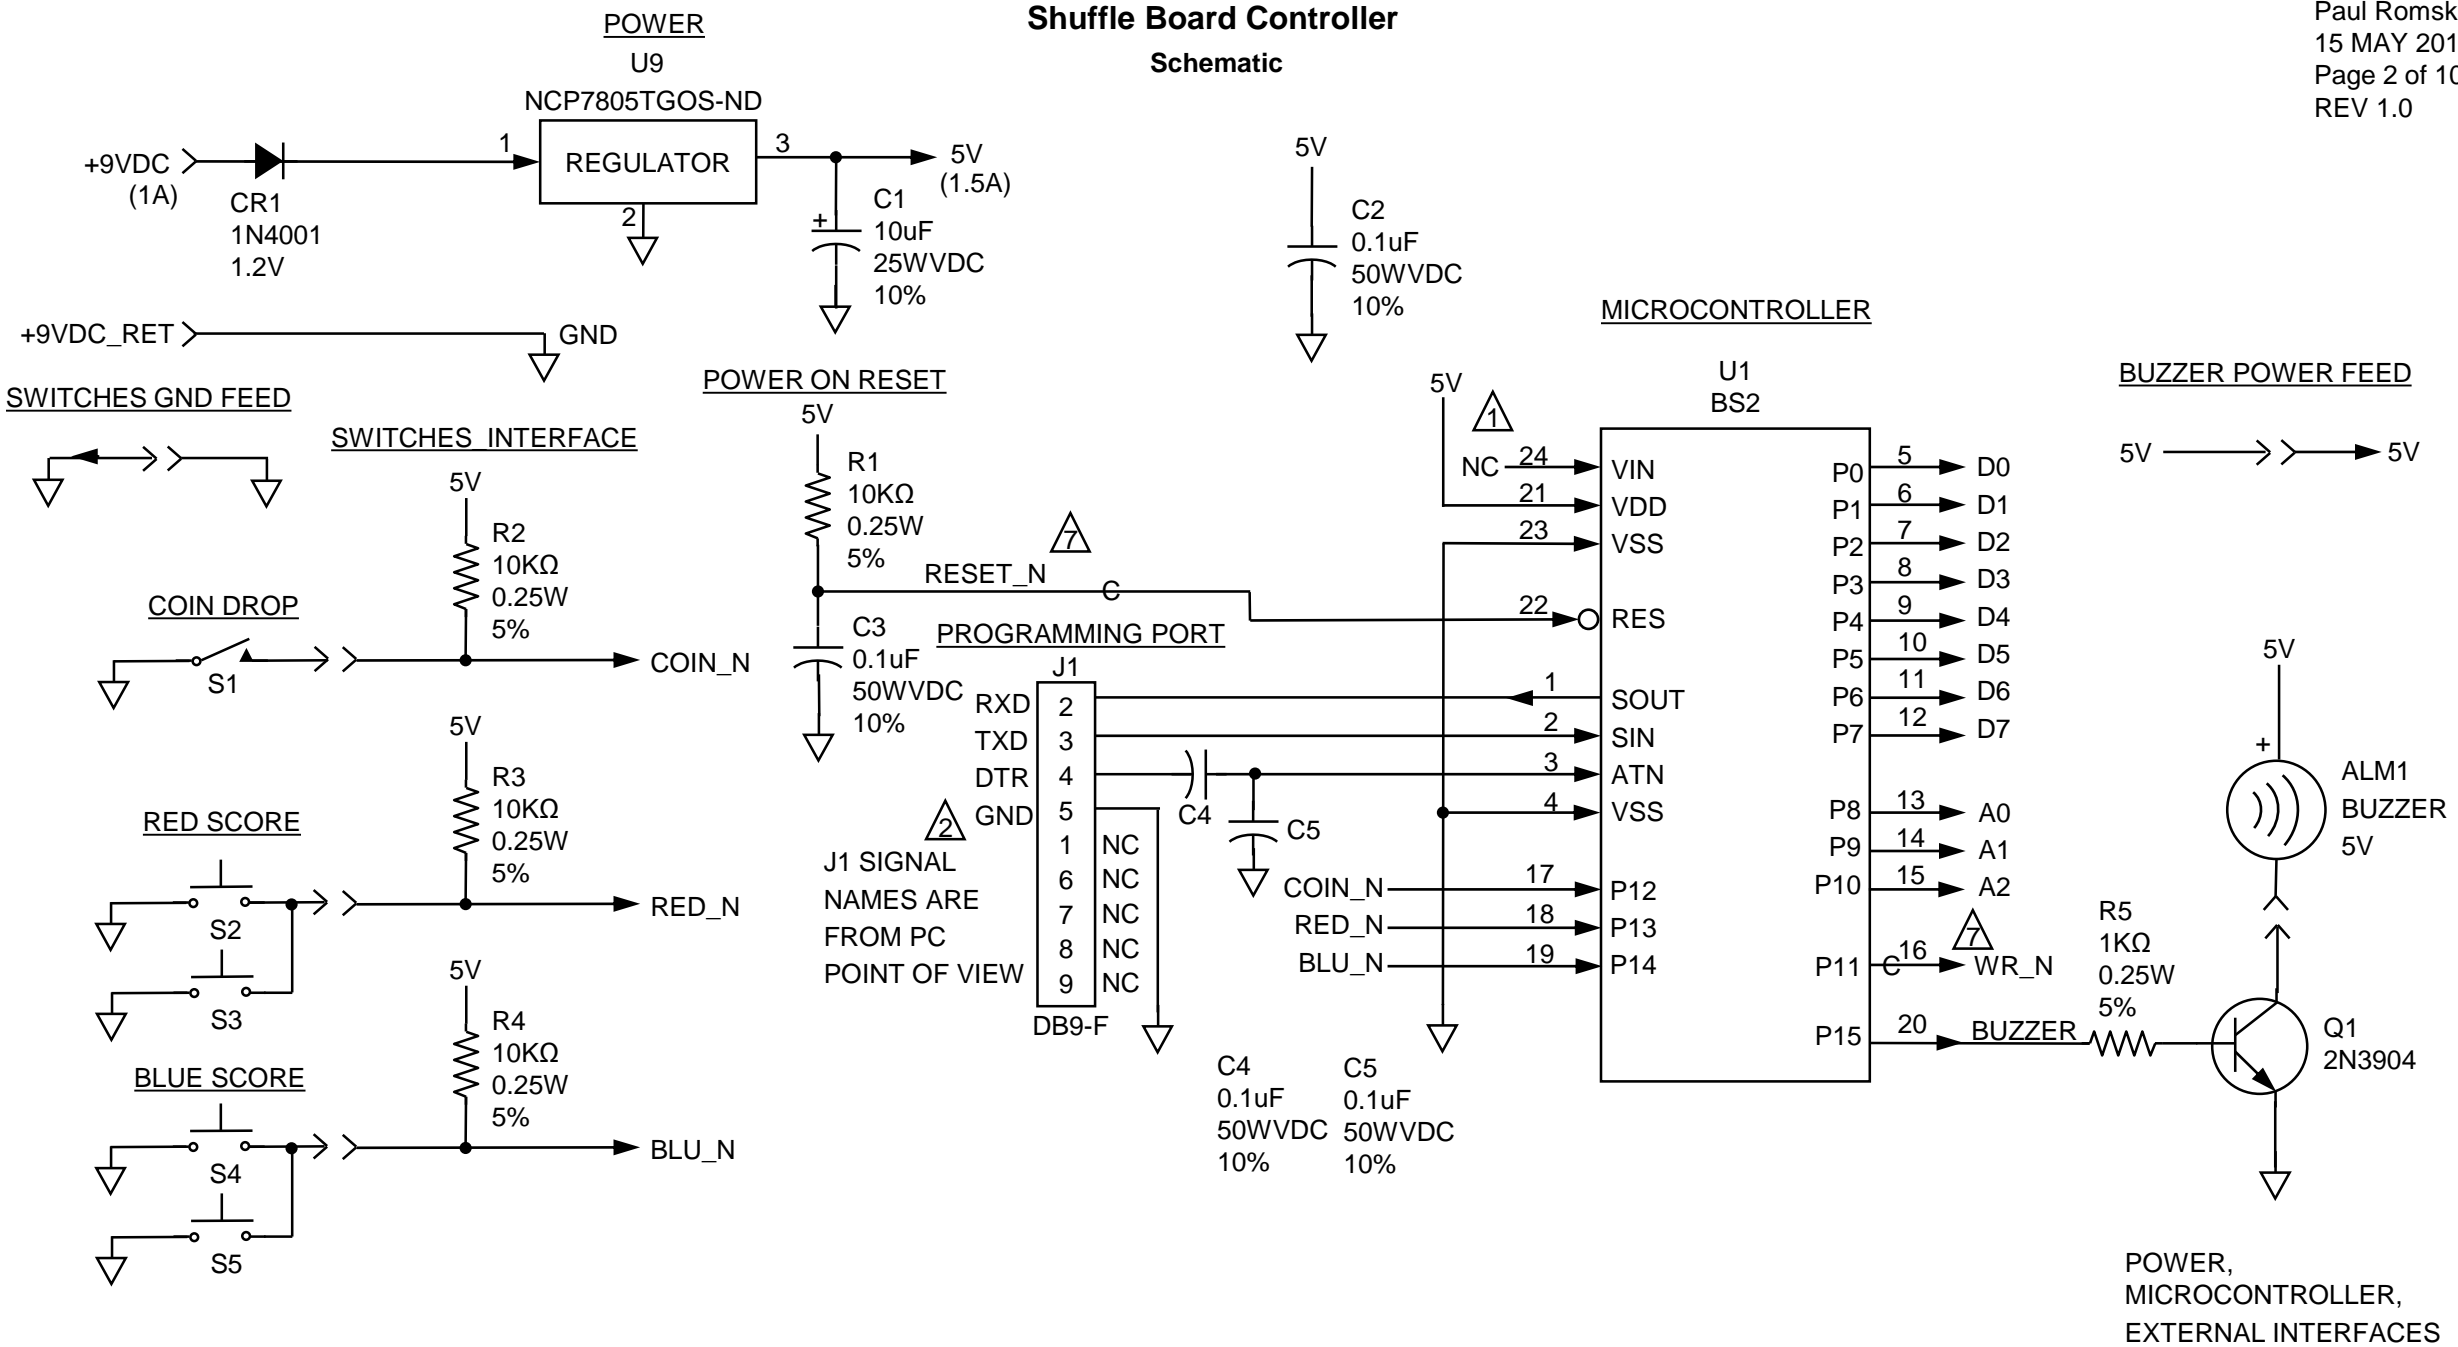 Shuffle Board Controller
Schematic
Paul Romsk
15 MAY 201
Page 2 of 10
REV 1.0
POWER
U9
NCP7805TGOS-ND
+9VDC
(1A)
CR1
1N4001
1.2V
1
REGULATOR
2
3
5V
(1.5A)
+
C1
10uF
25WVDC
10%
+9VDC_RET
GND
5V
C2
0.1uF
50WVDC
10%
SWITCHES GND FEED
SWITCHES_INTERFACE
5V
R2
10KΩ
0.25W
5%
COIN DROP
S1
COIN_N
5V
R3
10KΩ
0.25W
5%
RED SCORE
S2
S3
RED_N
5V
R4
10KΩ
0.25W
5%
BLUE SCORE
S4
S5
BLU_N
POWER ON RESET
5V
R1
10KΩ
0.25W
5%
7
RESET_N
C
C3
0.1uF
50WVDC
10%
PROGRAMMING PORT
J1
RXD 2
TXD 3
DTR 4
GND 5
1 NC
6 NC
7 NC
8 NC
9 NC
DB9-F
2
J1 SIGNAL
NAMES ARE
FROM PC
POINT OF VIEW
C4
C5
C4
0.1uF
50WVDC
10%
C5
0.1uF
50WVDC
10%
MICROCONTROLLER
U1
BS2
5V
1
NC 24 VIN
21 VDD
23 VSS
22 RES
1 SOUT
2 SIN
3 ATN
4 VSS
COIN_N 17 P12
RED_N 18 P13
BLU_N 19 P14
P0 5 D0
P1 6 D1
P2 7 D2
P3 8 D3
P4 9 D4
P5 10 D5
P6 11 D6
P7 12 D7
P8 13 A0
P9 14 A1
P10 15 A2
7
P11 C 16 WR_N
P15 20 BUZZER
BUZZER POWER FEED
5V 5V
5V
+
ALM1
BUZZER
5V
R5
1KΩ
0.25W
5%
Q1
2N3904
POWER,
MICROCONTROLLER,
EXTERNAL INTERFACES